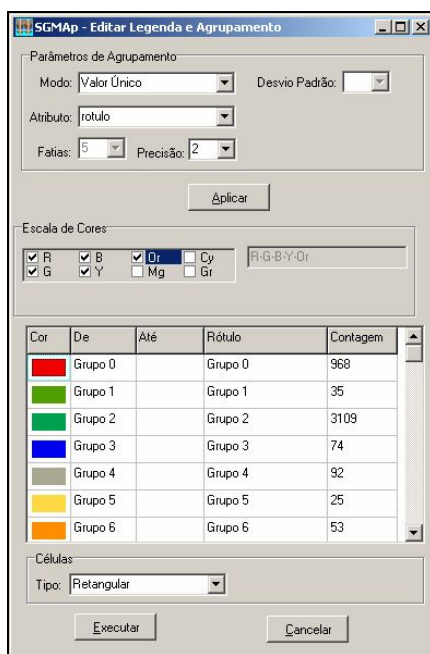 SGMAp - Editar Legenda e Agrupamento
Parâmetros de Agrupamento
Modo: Valor Único Desvio Padrão:
Atributo: rotulo
Fatias: 5 Precisão: 2
Aplicar
Escala de Cores
R B Or Cy R-G-B-Y-Or
G Y Mg Gr
Cor De Até Rótulo Contagem
Grupo 0 Grupo 0 968
Grupo 1 Grupo 1 35
Grupo 2 Grupo 2 3109
Grupo 3 Grupo 3 74
Grupo 4 Grupo 4 92
Grupo 5 Grupo 5 25
Grupo 6 Grupo 6 53
Células
Tipo: Retangular
Executar Cancelar